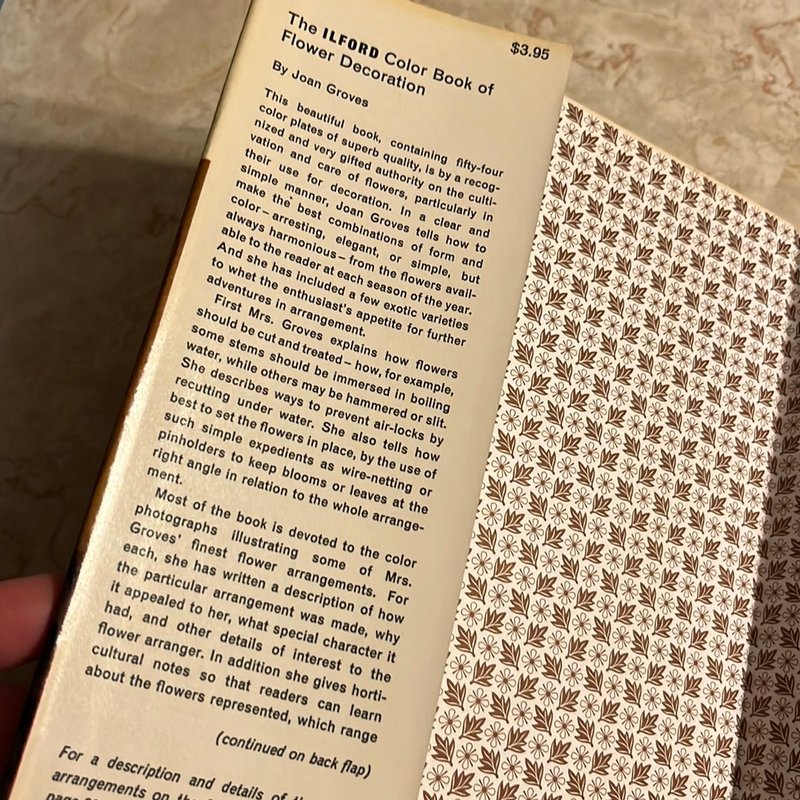 $3.95
The ILFORD Color Book of
Flower Decoration
By Joan Groves
This beautiful book, containing fifty-four
color plates of superb quality, is by a recog-
nized and very gifted authority on the culti-
vation and care of flowers, particularly in
their use for decoration. In a clear and
simple manner, Joan Groves tells how to
make the best combinations of form and
color – arresting, elegant, or simple, but
always harmonious – from the flowers avail-
able to the reader at each season of the year.
And she has included a few exotic varieties
to whet the enthusiast's appetite for further
adventures in arrangement.
First Mrs. Groves explains how flowers
should be cut and treated – how, for example,
some stems should be immersed in boiling
water, while others may be hammered or slit.
She describes ways to prevent air-locks by
recutting under water. She also tells how
best to set the flowers in place, by the use of
such simple expedients as wire-netting or
pinholders to keep blooms or leaves at the
right angle in relation to the whole arrange-
ment.
Most of the book is devoted to the color
photographs illustrating some of Mrs.
Groves' finest flower arrangements. For
each, she has written a description of how
the particular arrangement was made, why
it appealed to her, what special character it
had, and other details of interest to the
flower arranger. In addition she gives horti-
cultural notes so that readers can learn
about the flowers represented, which range
(continued on back flap)
For a description and details of
arrangements on the